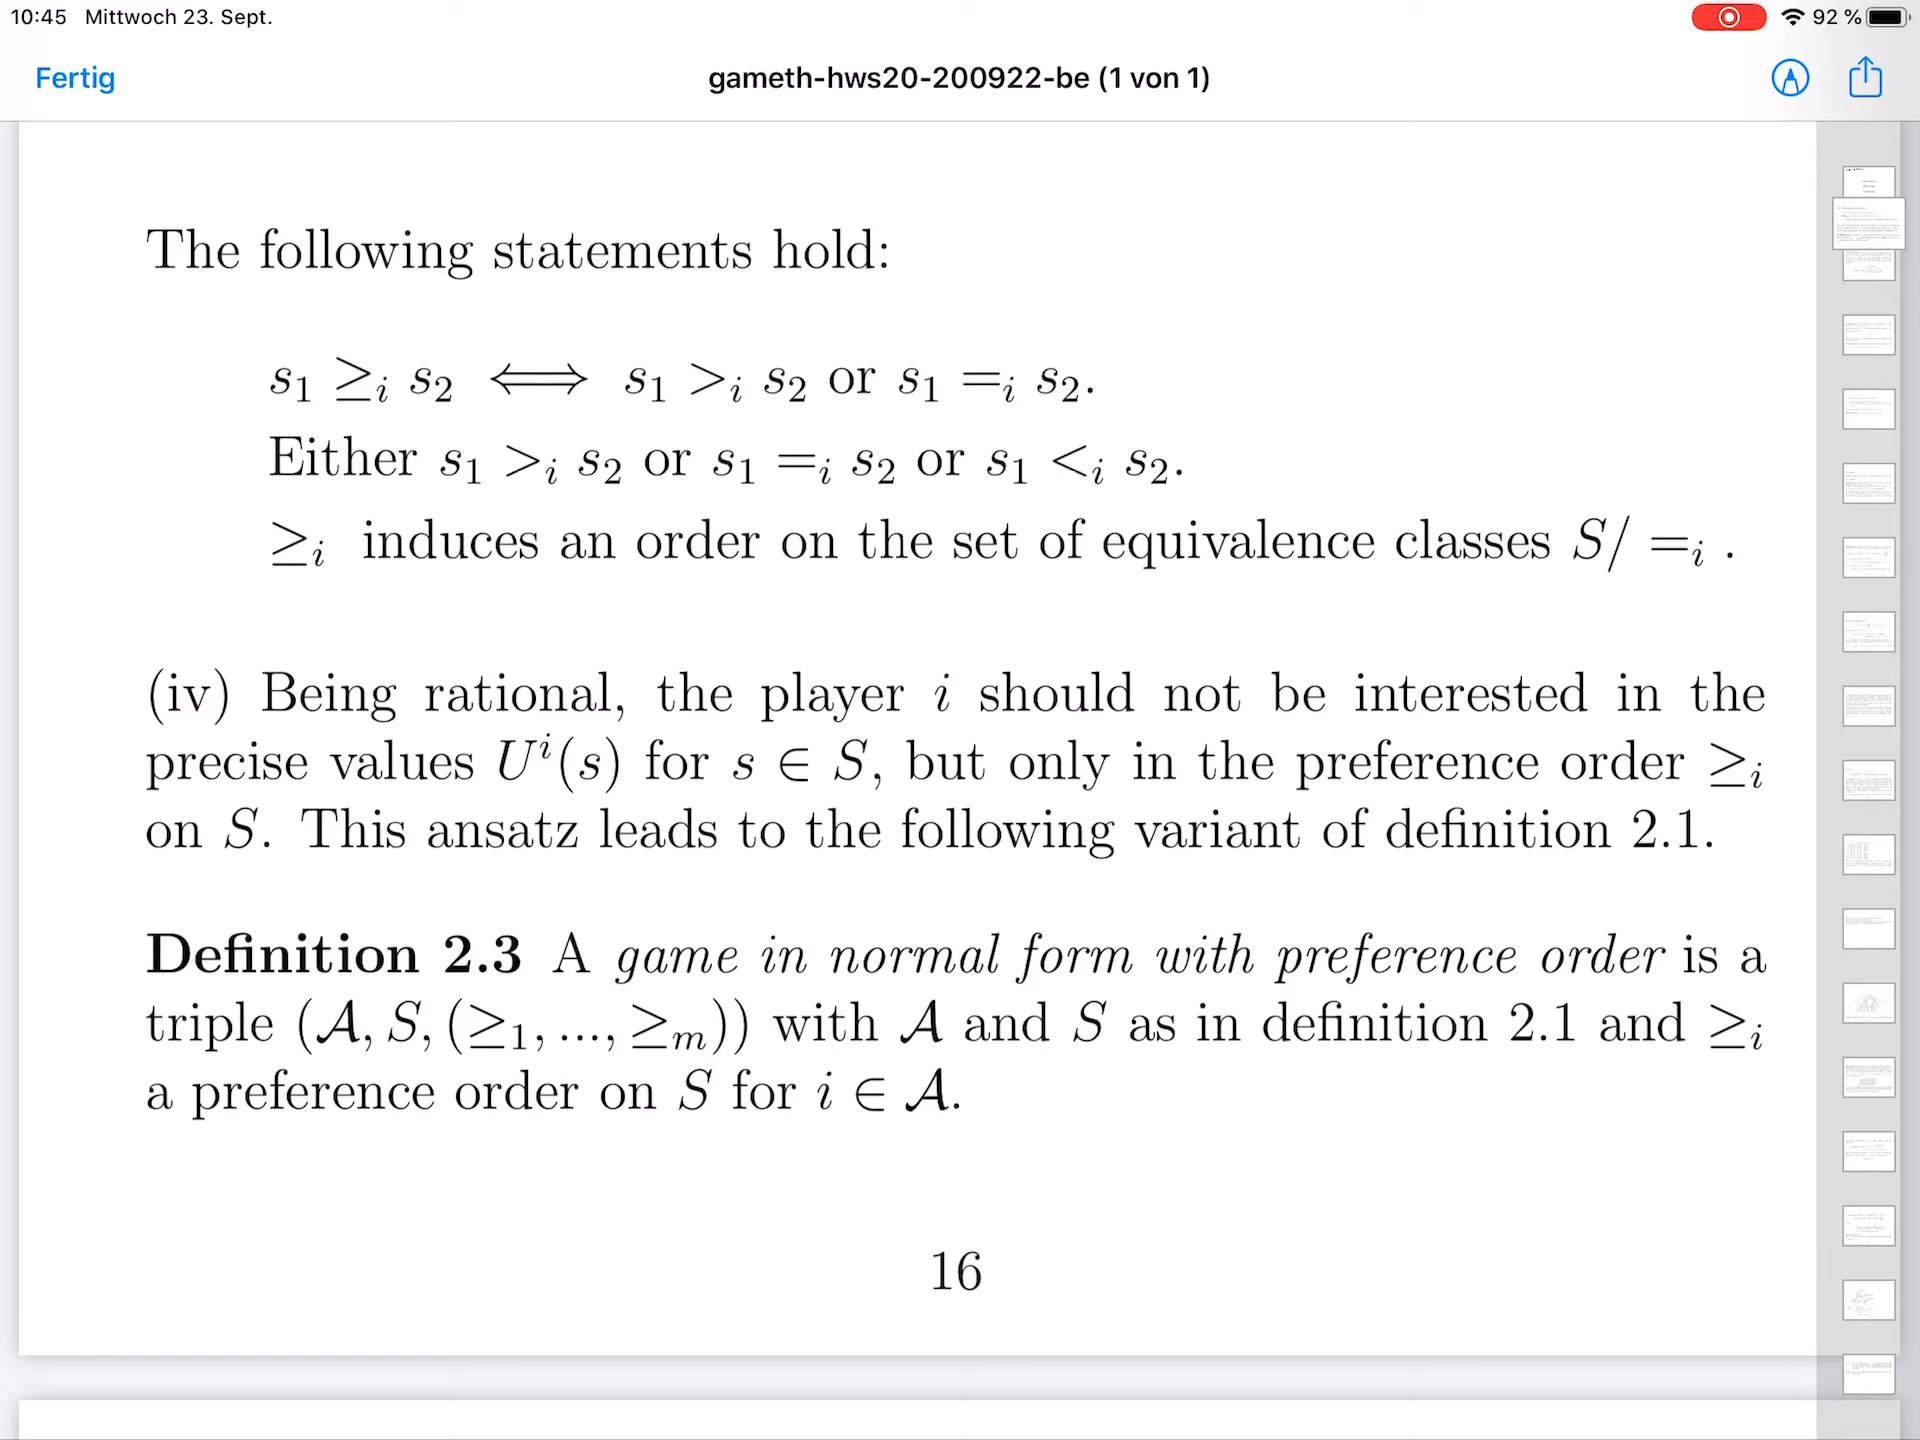 10:45 Mittwoch 23. Sept.
92 %
Fertig
gameth-hws20-200922-be (1 von 1)
The following statements hold:
s₁ ≥ᵢ s₂ ⟺ s₁ >ᵢ s₂ or s₁ =ᵢ s₂.
Either s₁ >ᵢ s₂ or s₁ =ᵢ s₂ or s₁ <ᵢ s₂.
≥ᵢ induces an order on the set of equivalence classes S/ =ᵢ .
(iv) Being rational, the player i should not be interested in the
precise values Uⁱ(s) for s ∈ S, but only in the preference order ≥ᵢ
on S. This ansatz leads to the following variant of definition 2.1.
Definition 2.3 A game in normal form with preference order is a
triple (𝒜, S, (≥₁, ..., ≥ₘ)) with 𝒜 and S as in definition 2.1 and ≥ᵢ
a preference order on S for i ∈ 𝒜.
16